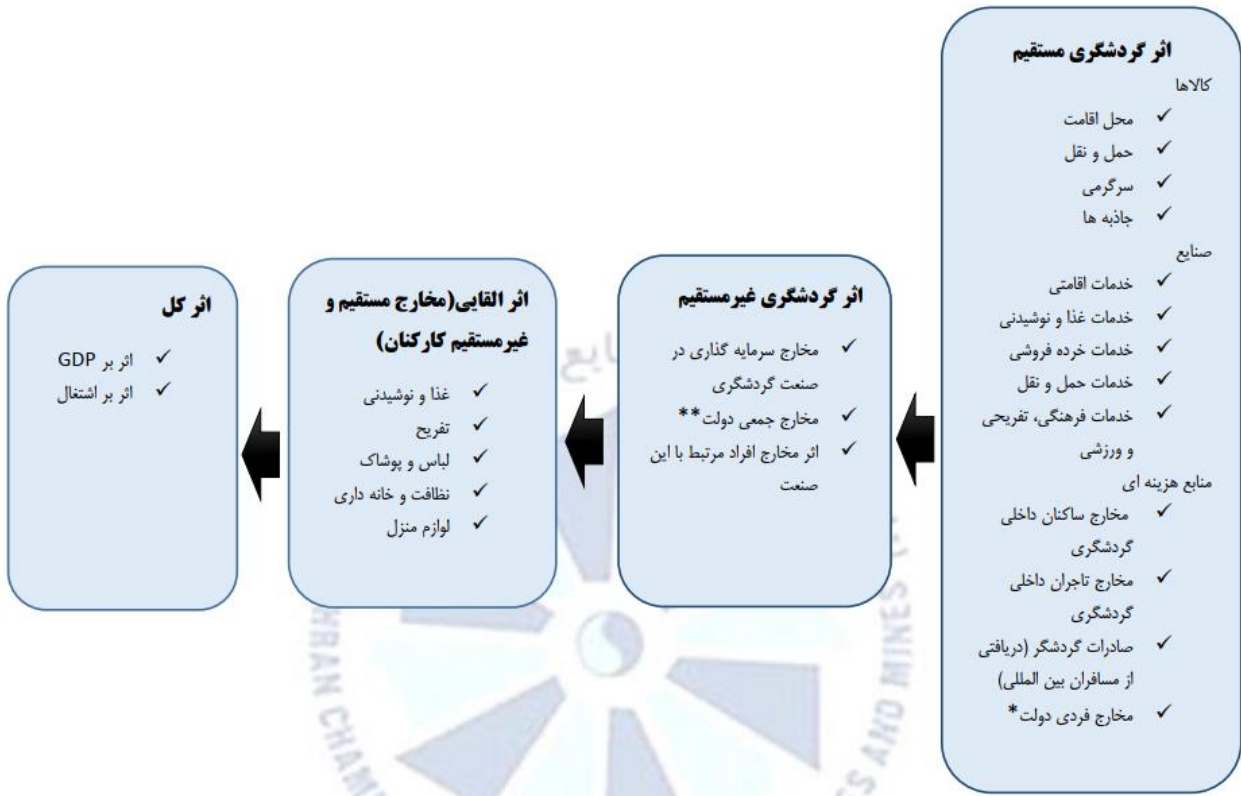 اثر گردشگری مستقیم
کالاها
✓ محل اقامت
✓ حمل و نقل
✓ سرگرمی
✓ جاذبه ها
صنایع
✓ خدمات اقامتی
✓ خدمات غذا و نوشیدنی
✓ خدمات خرده فروشی
✓ خدمات حمل و نقل
✓ خدمات فرهنگی، تفریحی
و ورزشی
منابع هزینه ای
✓ مخارج ساکنان داخلی
گردشگری
✓ مخارج تاجران داخلی
گردشگری
✓ صادرات گردشگر (دریافتی
از مسافران بین المللی)
✓ مخارج فردی دولت*
اثر گردشگری غیرمستقیم
✓ مخارج سرمایه گذاری در
صنعت گردشگری
✓ مخارج جمعی دولت**
✓ اثر مخارج افراد مرتبط با این
صنعت
اثر القایی(مخارج مستقیم و
غیرمستقیم کارکنان)
✓ غذا و نوشیدنی
✓ تفریح
✓ لباس و پوشاک
✓ نظافت و خانه داری
✓ لوازم منزل
اثر کل
✓ اثر بر GDP
✓ اثر بر اشتغال
AND MINES